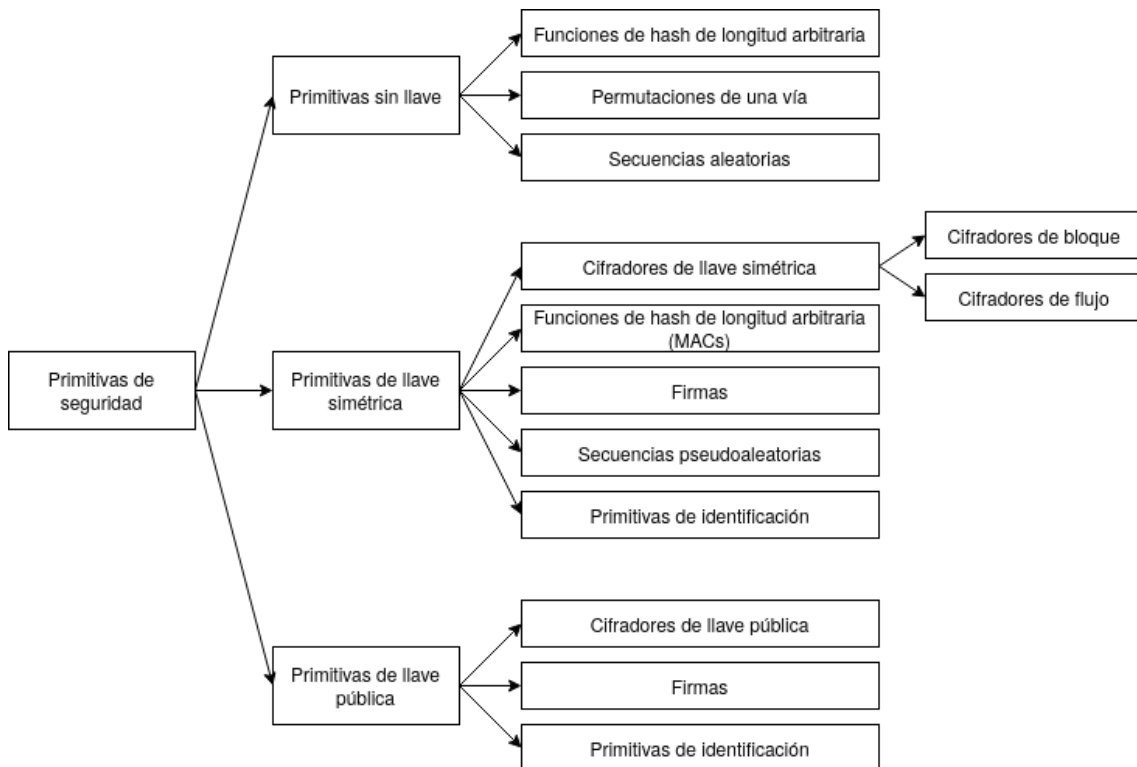 Funciones de hash de longitud arbitraria
Primitivas sin llave
Permutaciones de una vía
Secuencias aleatorias
Cifradores de bloque
Cifradores de llave simétrica
Cifradores de flujo
Funciones de hash de longitud arbitraria
(MACs)
Primitivas de
seguridad
Primitivas de llave
simétrica
Firmas
Secuencias pseudoaleatorias
Primitivas de identificación
Cifradores de llave pública
Primitivas de llave
pública
Firmas
Primitivas de identificación